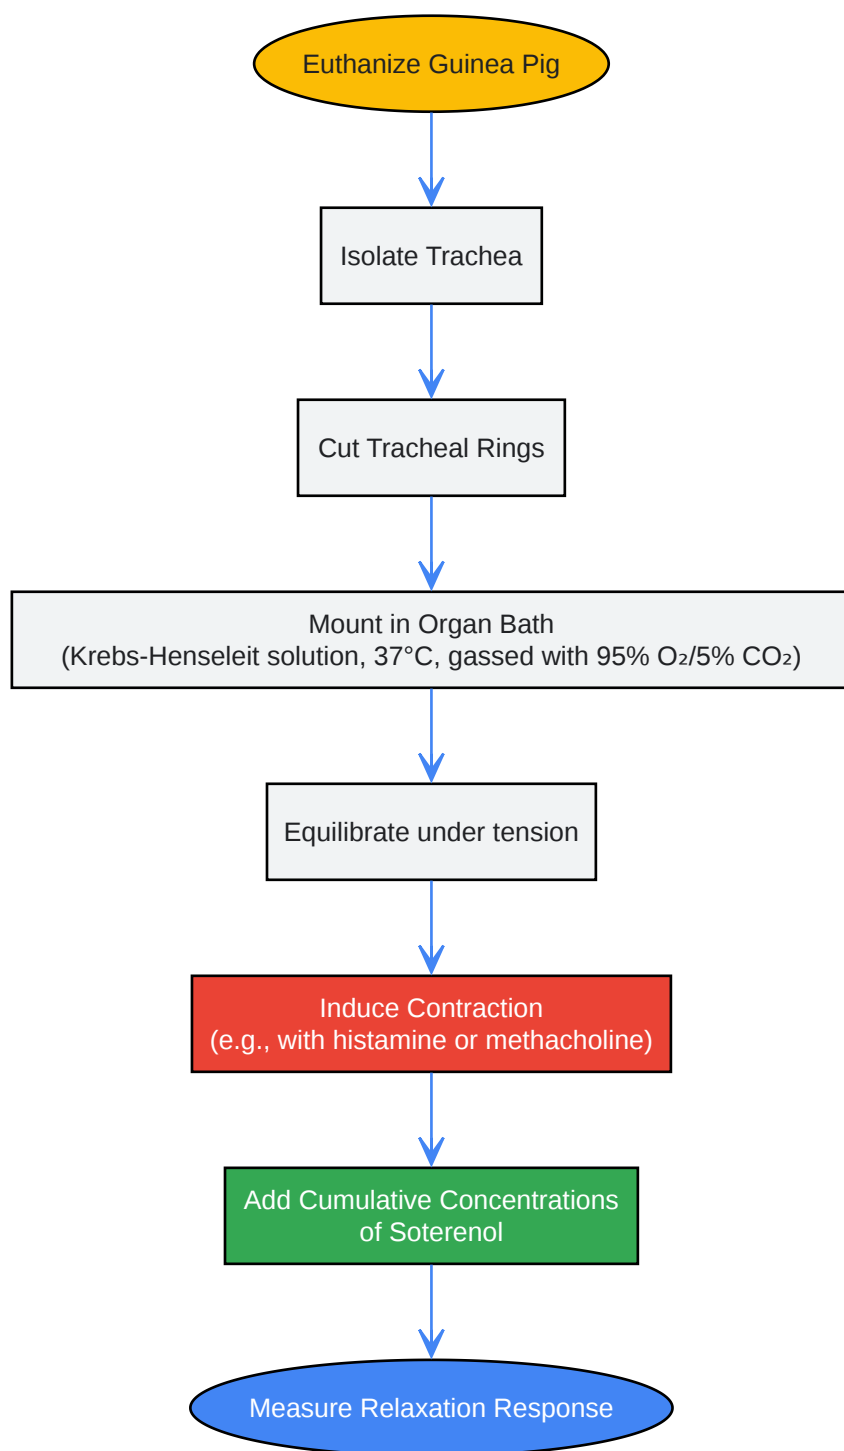 Euthanize Guinea Pig
Isolate Trachea
Cut Tracheal Rings
Mount in Organ Bath
(Krebs-Henseleit solution, 37°C, gassed with 95% O₂/5% CO₂)
Equilibrate under tension
Induce Contraction
(e.g., with histamine or methacholine)
Add Cumulative Concentrations
of Soterenol
Measure Relaxation Response